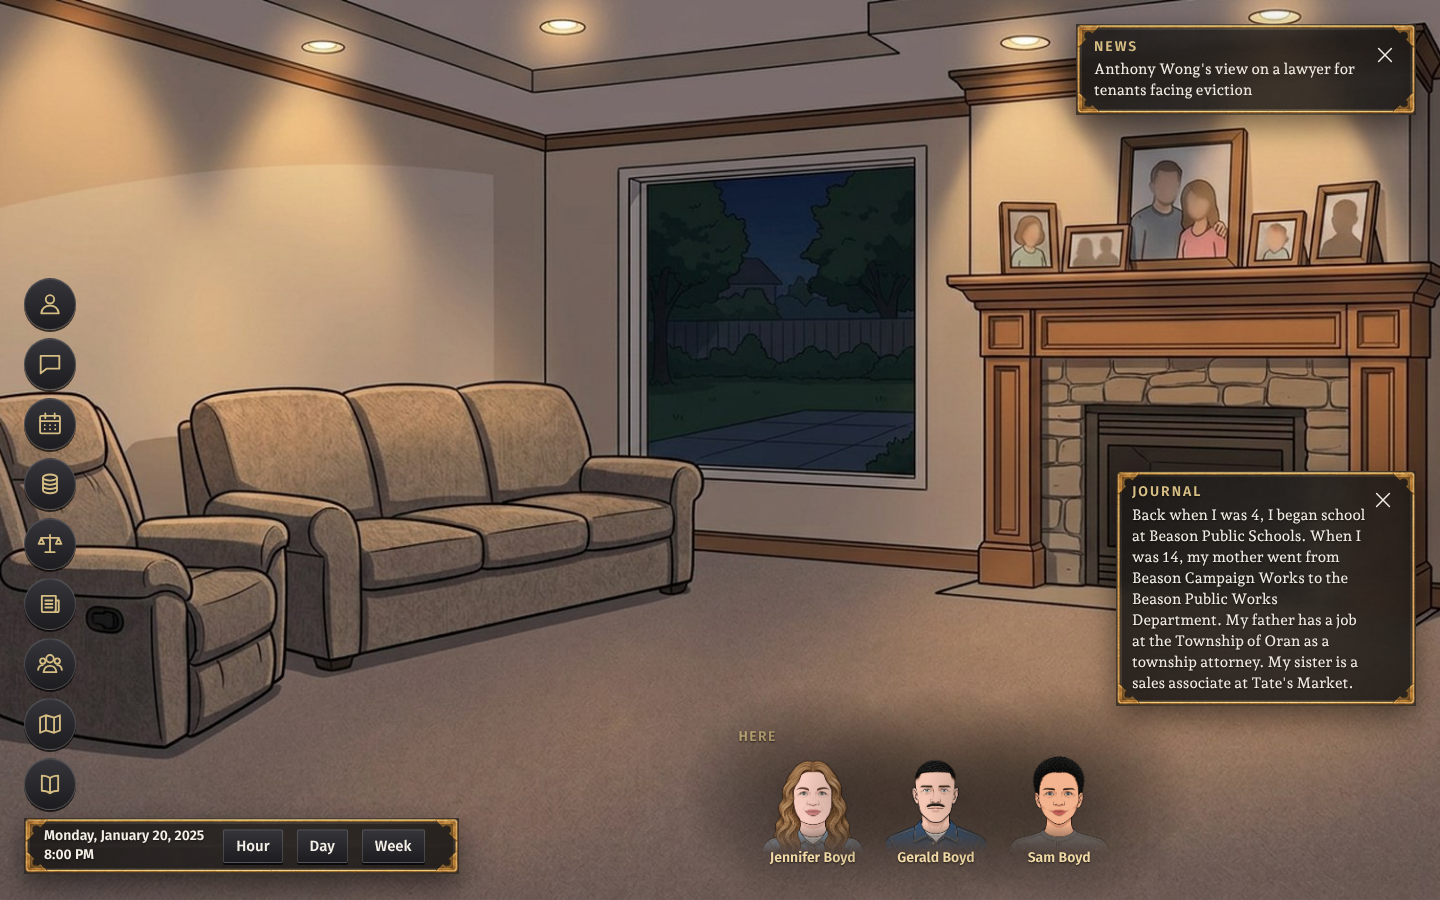 NEWS
Anthony Wong's view on a lawyer for
tenants facing eviction
JOURNAL
Back when I was 4, I began school
at Beason Public Schools. When I
was 14, my mother went from
Beason Campaign Works to the
Beason Public Works
Department. My father has a job
at the Township of Oran as a
township attorney. My sister is a
sales associate at Tate's Market.
HERE
Jennifer Boyd
Gerald Boyd
Sam Boyd
Monday, January 20, 2025
8:00 PM
Hour
Day
Week